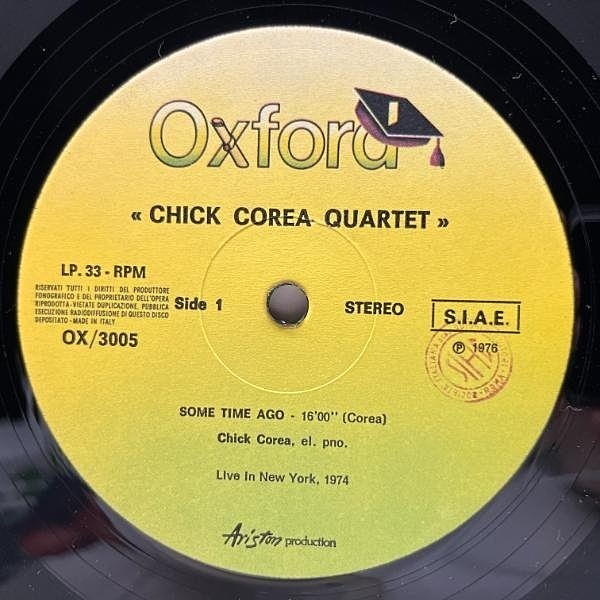 Oxford
« CHICK COREA QUARTET »
LP. 33 - RPM
RISERVATI TUTTI I DIRITTI DEL PRODUTTORE
FONOGRAFICO E DEL PROPRIETARIO DELL'OPERA
RIPRODOTTA - VIETATE DUPLICAZIONE, PUBBLICA
ESECUZIONE RADIODIFFUSIONE DI QUESTO DISCO
DEPOSITATO - MADE IN ITALY
OX/3005
Side 1
STEREO
S.I.A.E.
℗ 1976
SOME TIME AGO - 16'00'' (Corea)
Chick Corea, el. pno.
Live In New York, 1974
Ariston production